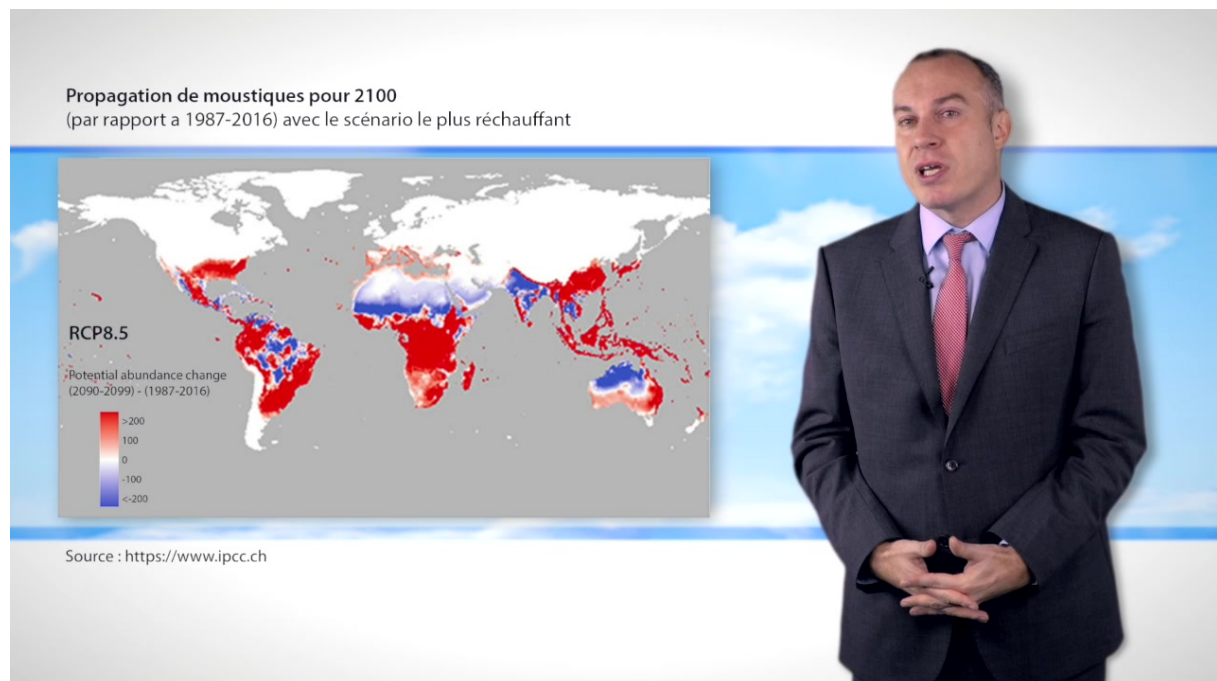 Propagation de moustiques pour 2100
(par rapport a 1987-2016) avec le scénario le plus réchauffant
RCP8.5
Potential abundance change
(2090-2099) - (1987-2016)
>200
100
0
-100
<-200
Source : https://www.ipcc.ch